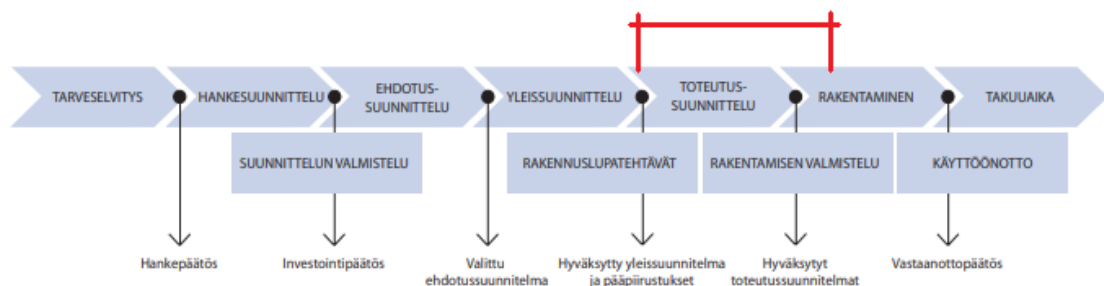 TARVESELVITYS
HANKESUUNNITTELU
EHDOTUS-
SUUNNITTELU
YLEISSUUNNITTELU
TOTEUTUS-
SUUNNITTELU
RAKENTAMINEN
TAKUUAIKA
SUUNNITTELUN VALMISTELU
RAKENNUSLUPATEHTÄVÄT
RAKENTAMISEN VALMISTELU
KÄYTTÖÖNOTTO
Hankepäätös
Investointipäätös
Valittu
ehdotussuunnitelma
Hyväksytty yleissuunnitelma
ja pääpiirustukset
Hyväksytyt
toteutussuunnitelmat
Vastaanottopäätös